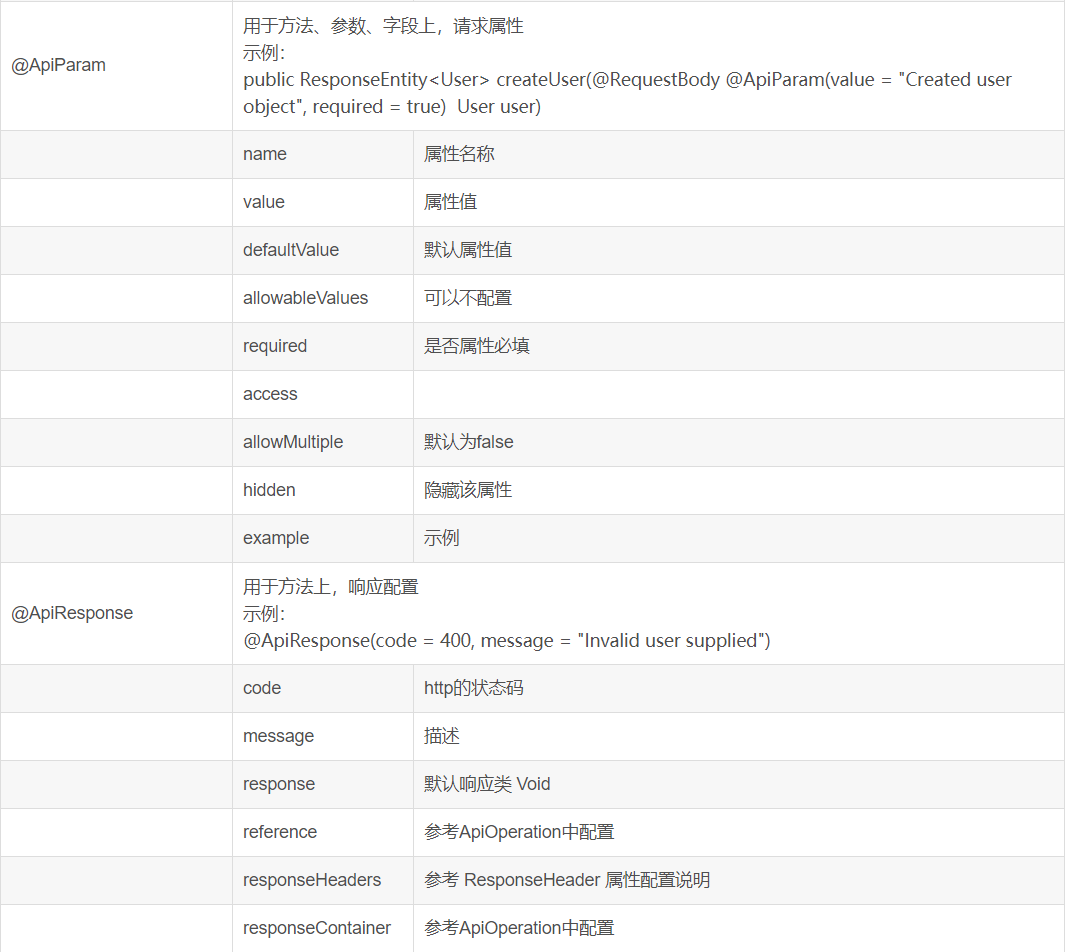 @ApiParam
用于方法、参数、字段上，请求属性
示例：
public ResponseEntity<User> createUser(@RequestBody @ApiParam(value = "Created user
object", required = true)  User user)
name 属性名称
value 属性值
defaultValue 默认属性值
allowableValues 可以不配置
required 是否属性必填
access
allowMultiple 默认为false
hidden 隐藏该属性
example 示例
@ApiResponse
用于方法上，响应配置
示例：
@ApiResponse(code = 400, message = "Invalid user supplied")
code http的状态码
message 描述
response 默认响应类 Void
reference 参考ApiOperation中配置
responseHeaders 参考 ResponseHeader 属性配置说明
responseContainer 参考ApiOperation中配置